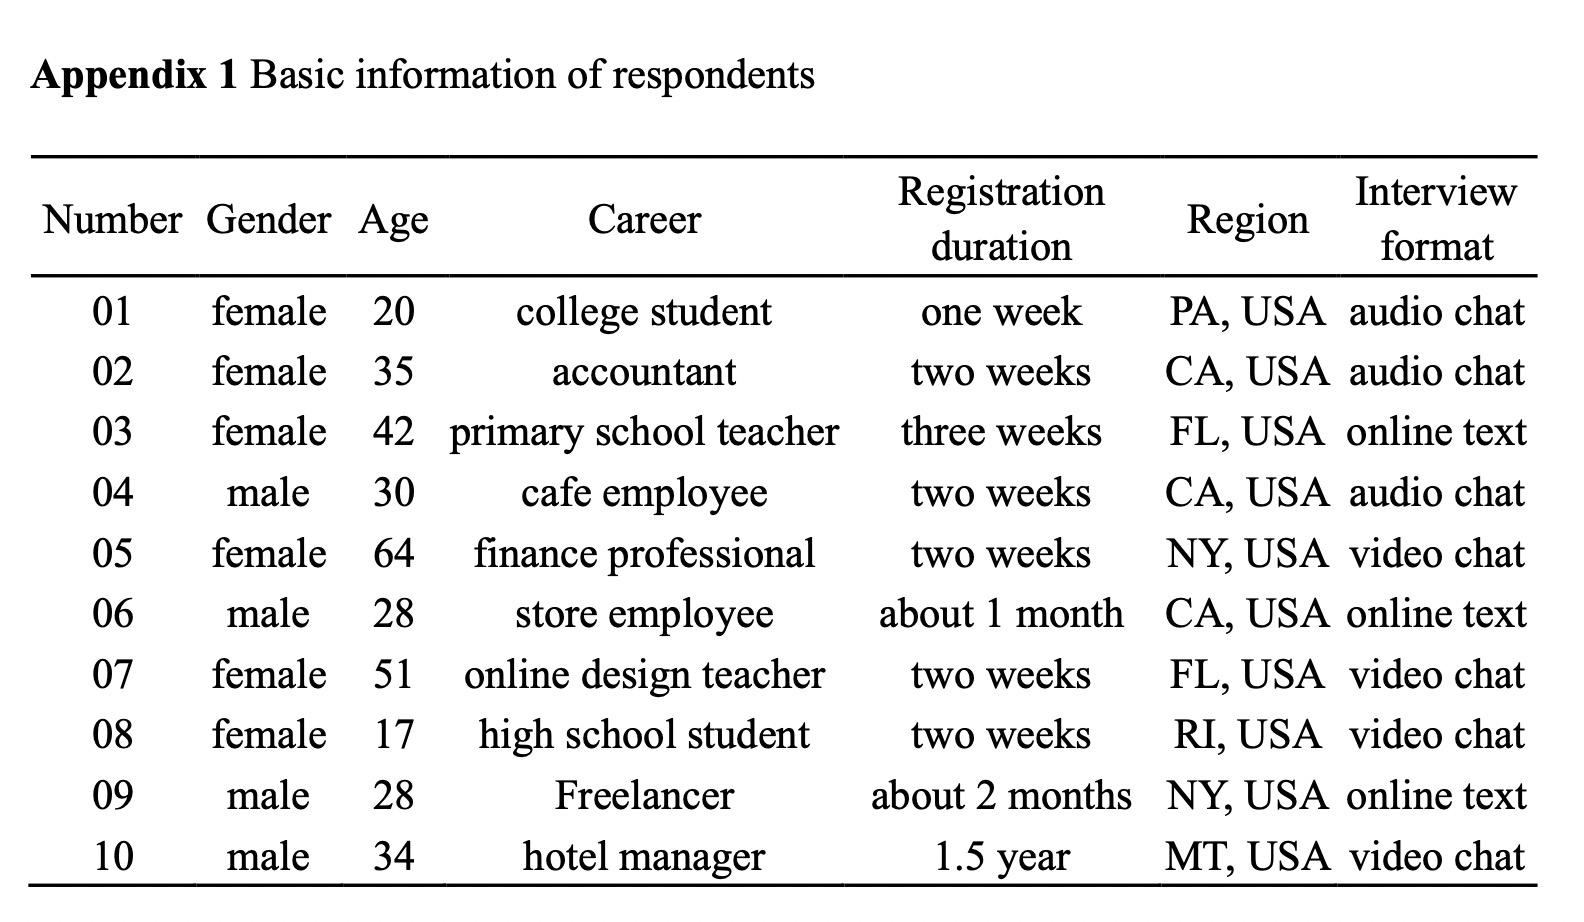 Appendix 1 Basic information of respondents
Number Gender Age Career Registration duration Region Interview format
01 female 20 college student one week PA, USA audio chat
02 female 35 accountant two weeks CA, USA audio chat
03 female 42 primary school teacher three weeks FL, USA online text
04 male 30 cafe employee two weeks CA, USA audio chat
05 female 64 finance professional two weeks NY, USA video chat
06 male 28 store employee about 1 month CA, USA online text
07 female 51 online design teacher two weeks FL, USA video chat
08 female 17 high school student two weeks RI, USA video chat
09 male 28 Freelancer about 2 months NY, USA online text
10 male 34 hotel manager 1.5 year MT, USA video chat